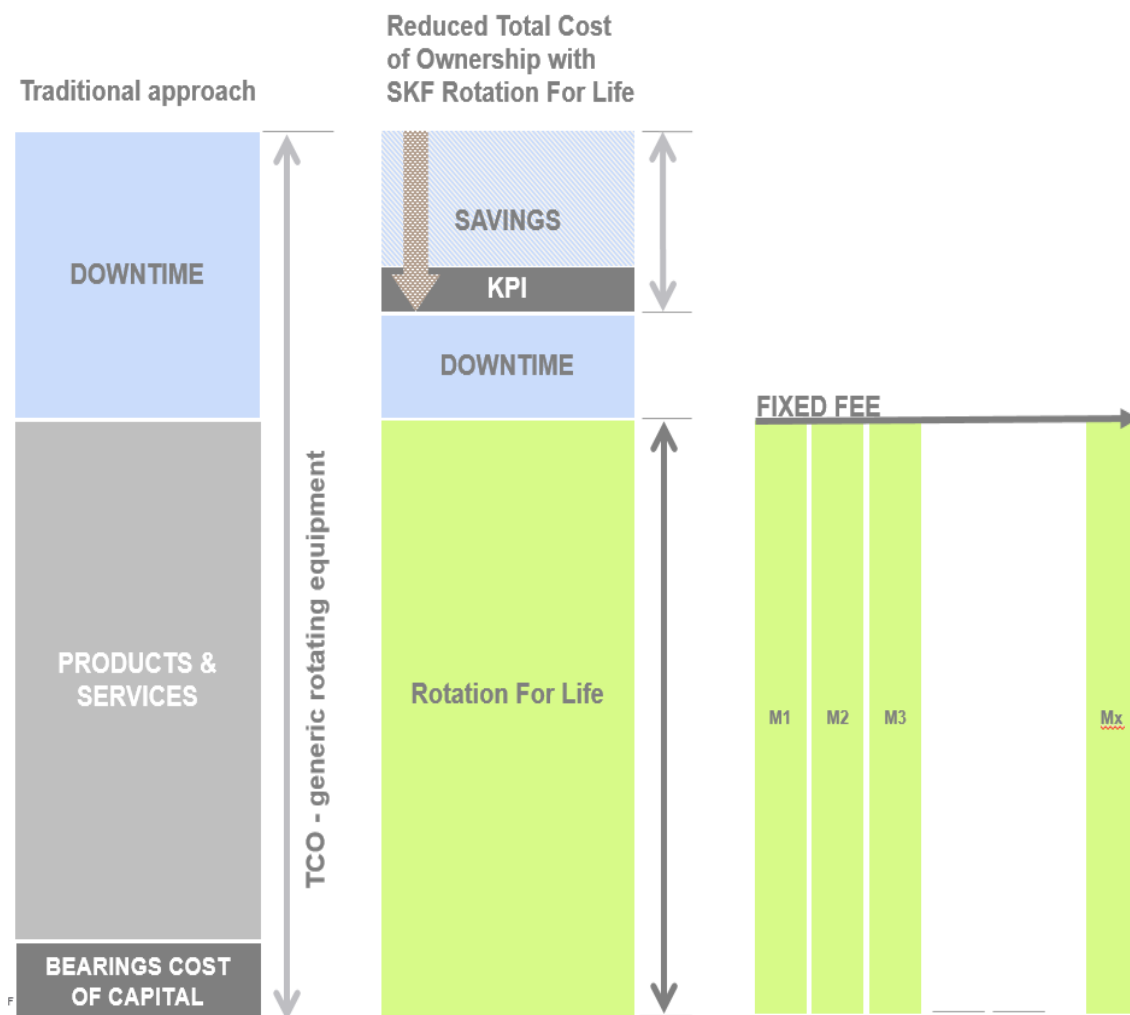 Traditional approach
Reduced Total Cost
of Ownership with
SKF Rotation For Life
DOWNTIME
PRODUCTS &
SERVICES
BEARINGS COST
OF CAPITAL
F
TCO - generic rotating equipment
SAVINGS
KPI
DOWNTIME
Rotation For Life
FIXED FEE
M1
M2
M3
Mx